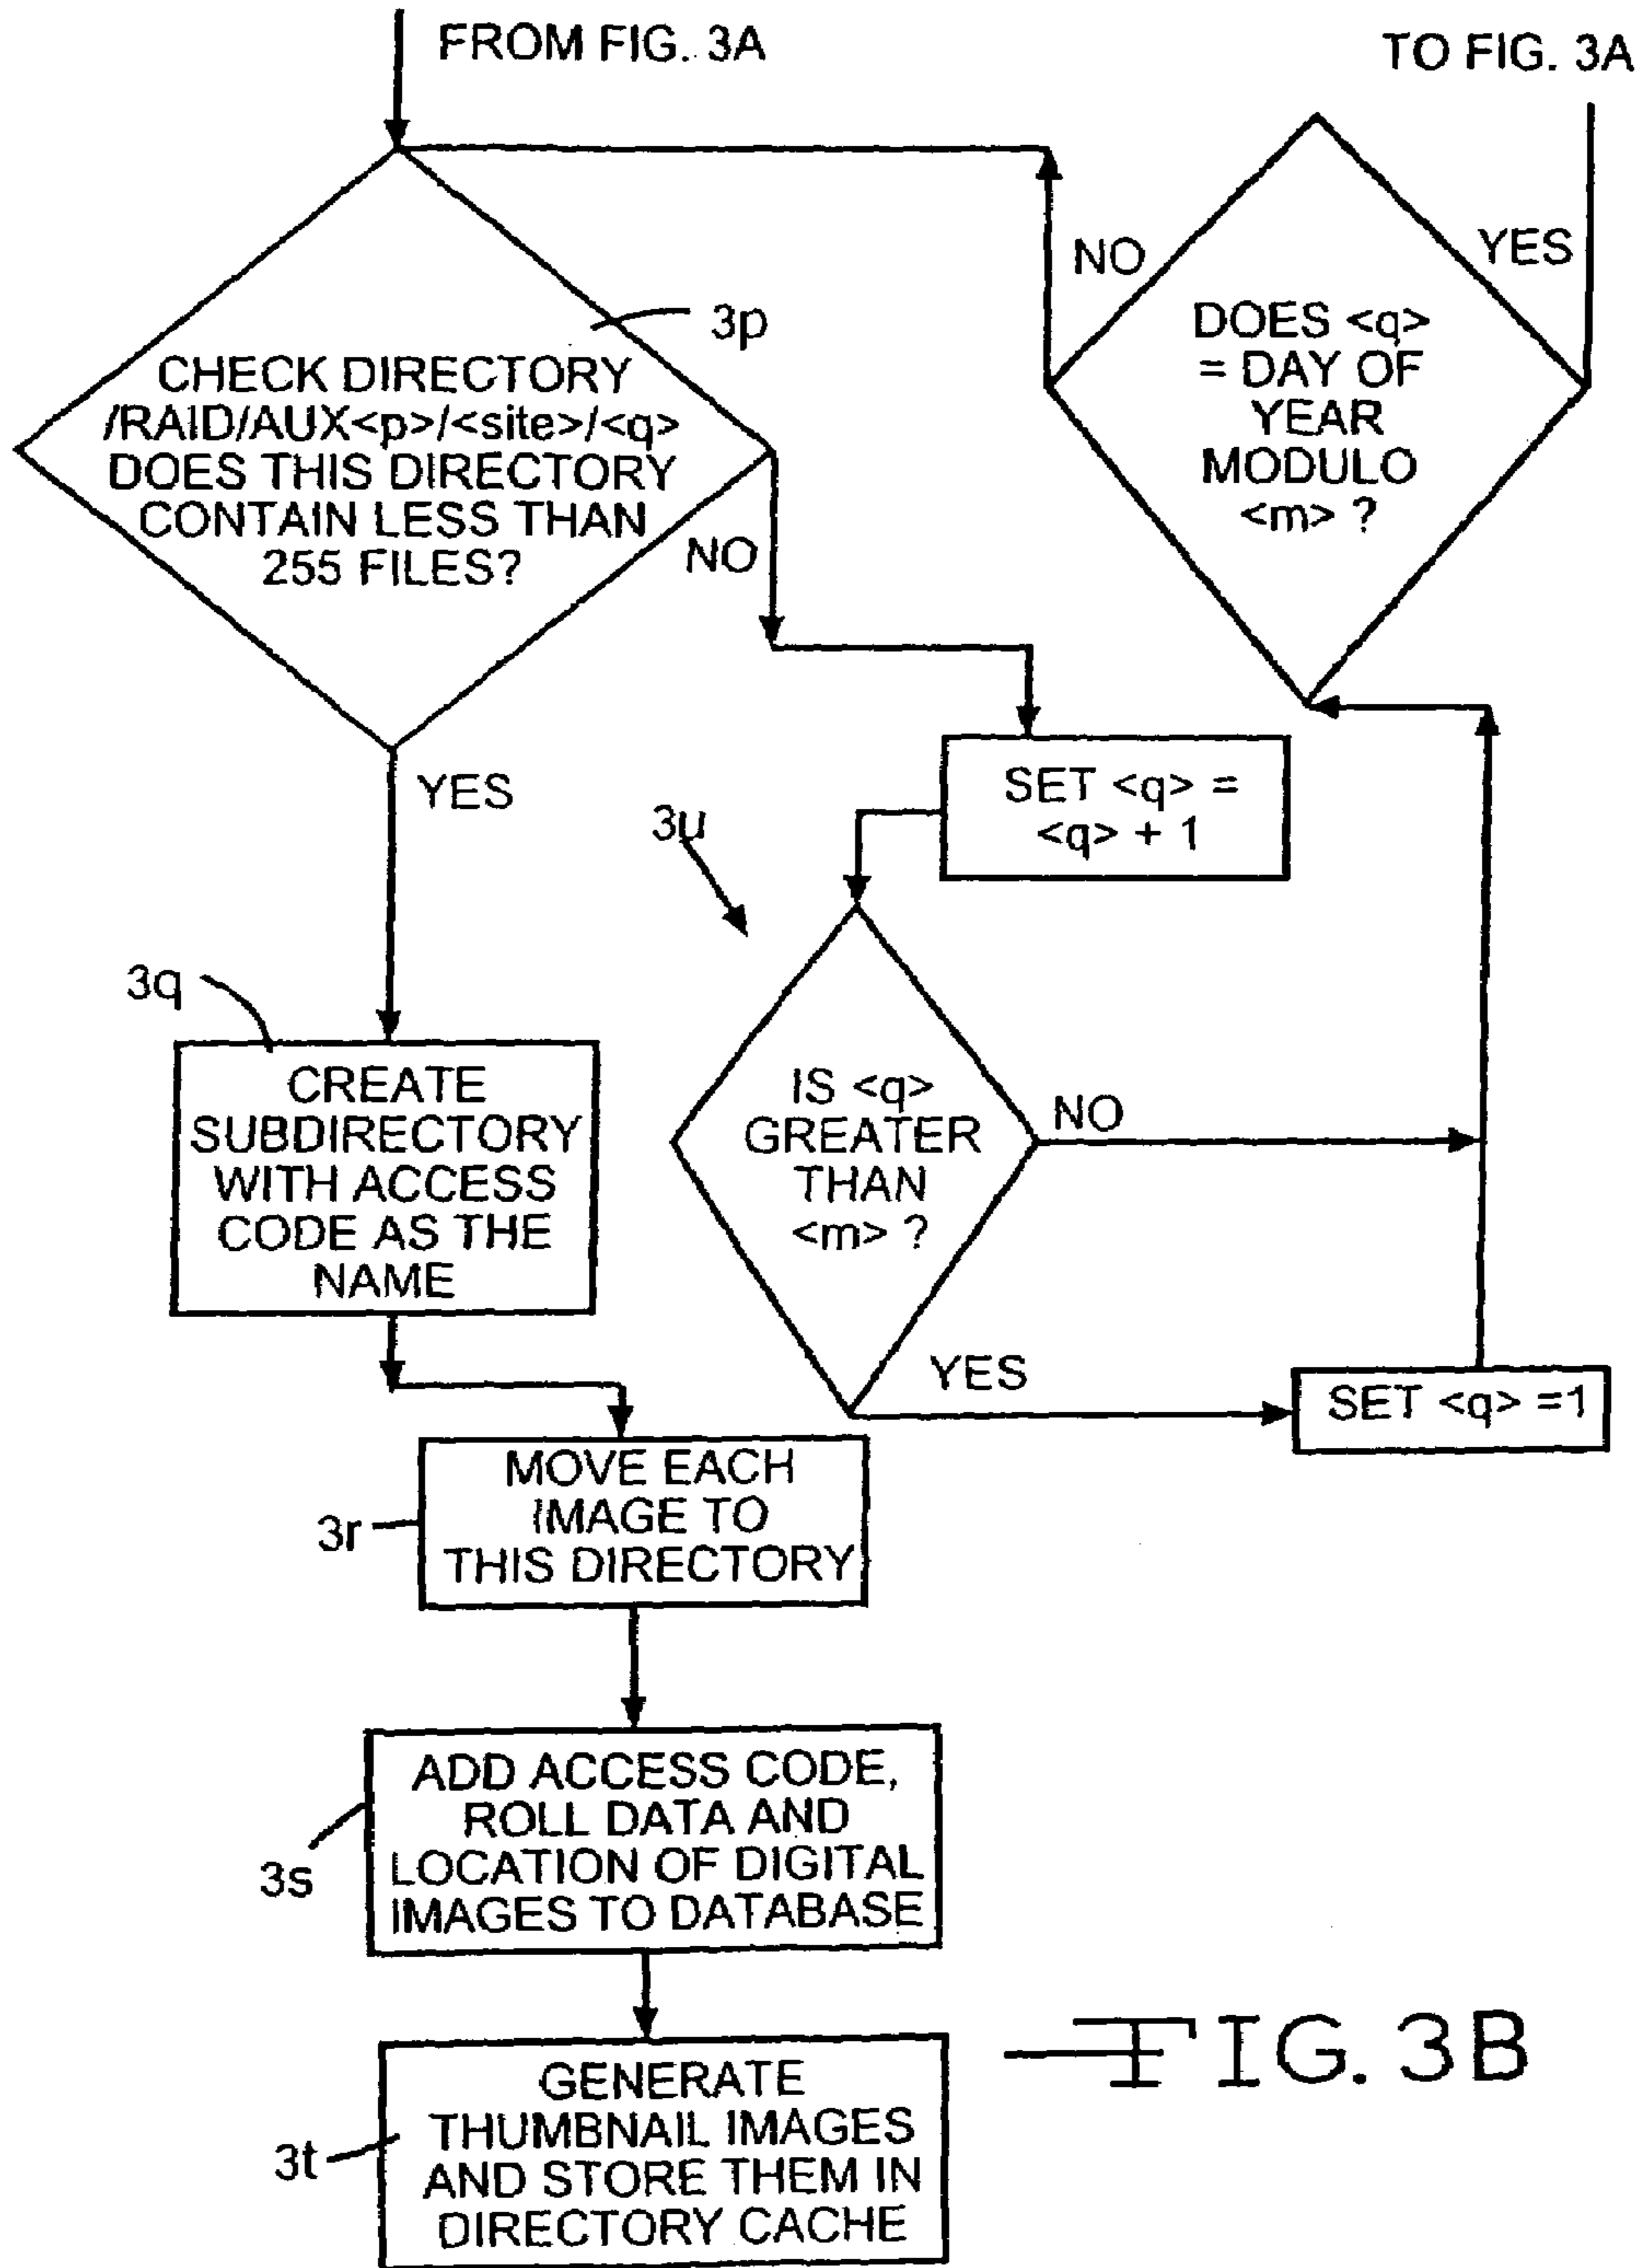 FROM FIG. 3A
TO FIG. 3A
3p
CHECK DIRECTORY
/RAID/AUX<p>/<site>/<q>
DOES THIS DIRECTORY
CONTAIN LESS THAN
255 FILES?
NO
YES
NO
YES
DOES <q>
= DAY OF
YEAR
MODULO
<m> ?
SET <q> =
<q> + 1
3u
IS <q>
GREATER
THAN
<m> ?
NO
YES
SET <q> =1
3q
CREATE
SUBDIRECTORY
WITH ACCESS
CODE AS THE
NAME
3r
MOVE EACH
IMAGE TO
THIS DIRECTORY
3s
ADD ACCESS CODE,
ROLL DATA AND
LOCATION OF DIGITAL
IMAGES TO DATABASE
3t
GENERATE
THUMBNAIL IMAGES
AND STORE THEM IN
DIRECTORY CACHE
FIG. 3B